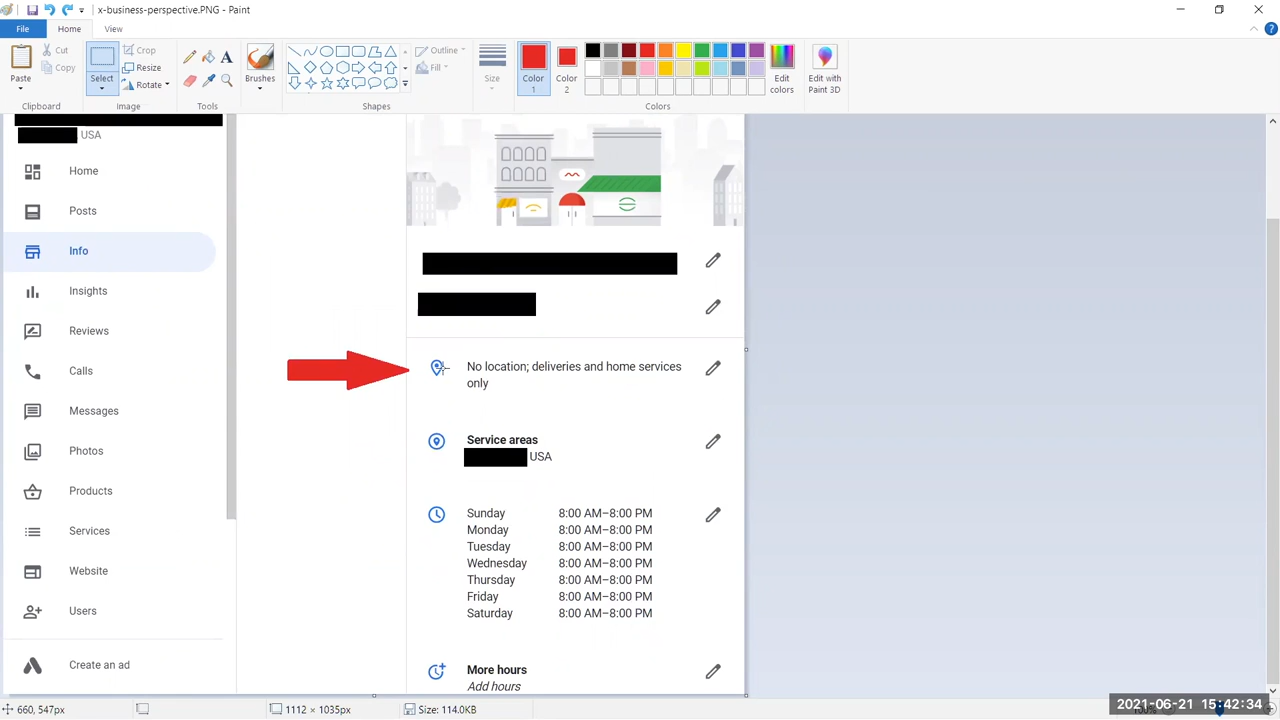 x-business-perspective.PNG - Paint
File
Home
View
Paste
Cut
Copy
Clipboard
Select
Crop
Resize
Rotate
Image
A
Tools
Brushes
Shapes
Outline
Fill
Size
Color
1
Color
2
Edit
colors
Colors
Edit with
Paint 3D
USA
Home
Posts
Info
Insights
Reviews
Calls
Messages
Photos
Products
Services
Website
Users
Create an ad
No location; deliveries and home services
only
Service areas
USA
Sunday 8:00 AM–8:00 PM
Monday 8:00 AM–8:00 PM
Tuesday 8:00 AM–8:00 PM
Wednesday 8:00 AM–8:00 PM
Thursday 8:00 AM–8:00 PM
Friday 8:00 AM–8:00 PM
Saturday 8:00 AM–8:00 PM
More hours
Add hours
660, 547px
1112 × 1035px
Size: 114.0KB
2021-06-21 15:42:34